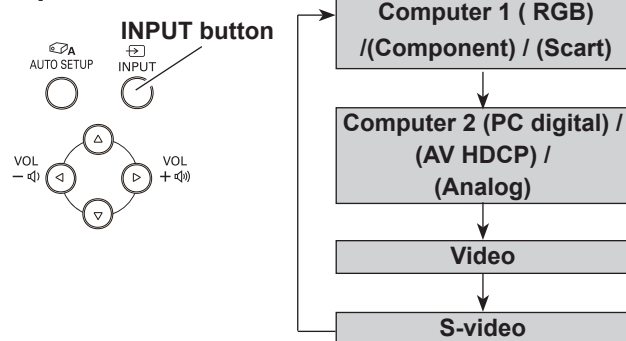 INPUT button
A
AUTO SETUP
INPUT
VOL
−
VOL
+
Computer 1 ( RGB)
/(Component) / (Scart)
Computer 2 (PC digital) /
(AV HDCP) /
(Analog)
Video
S-video